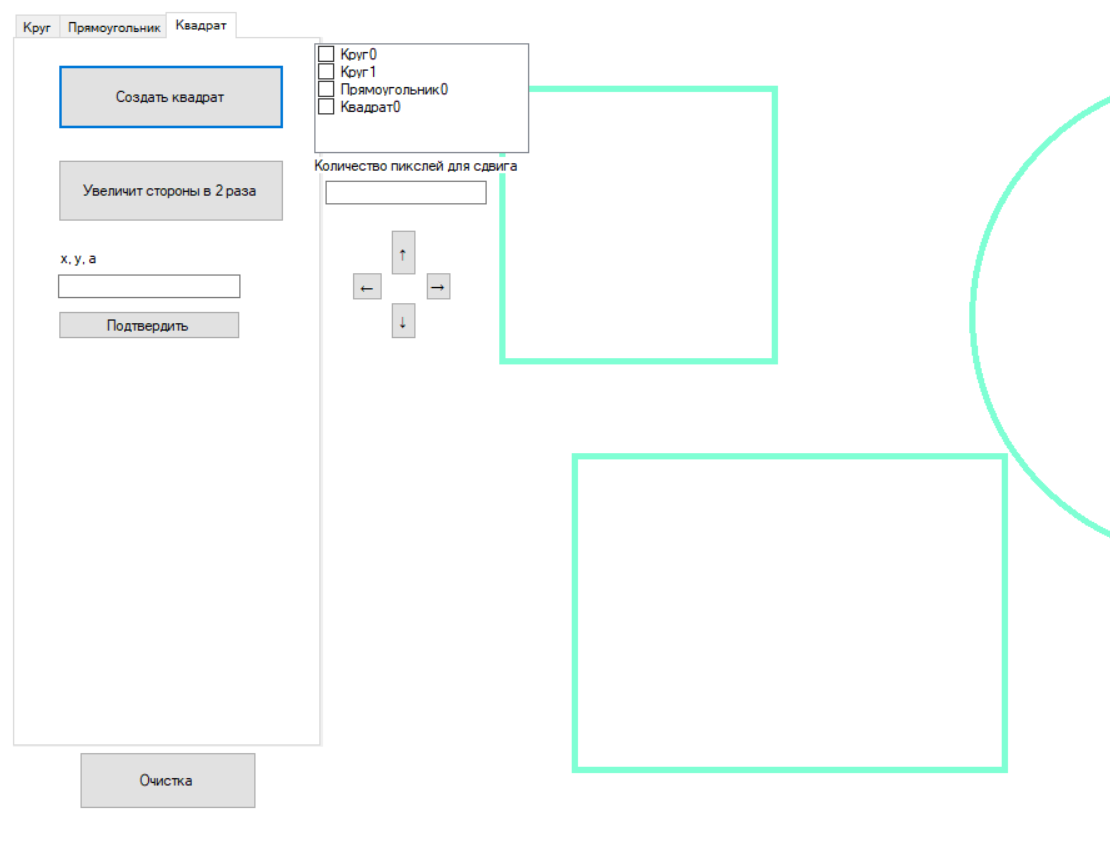 Круг Прямоугольник Квадрат
Создать квадрат
Увеличит стороны в 2 раза
x, y, a
Подтвердить
Очистка
Круг0
Круг1
Прямоугольник0
Квадрат0
Количество пикслей для сдвига
↑
← →
↓